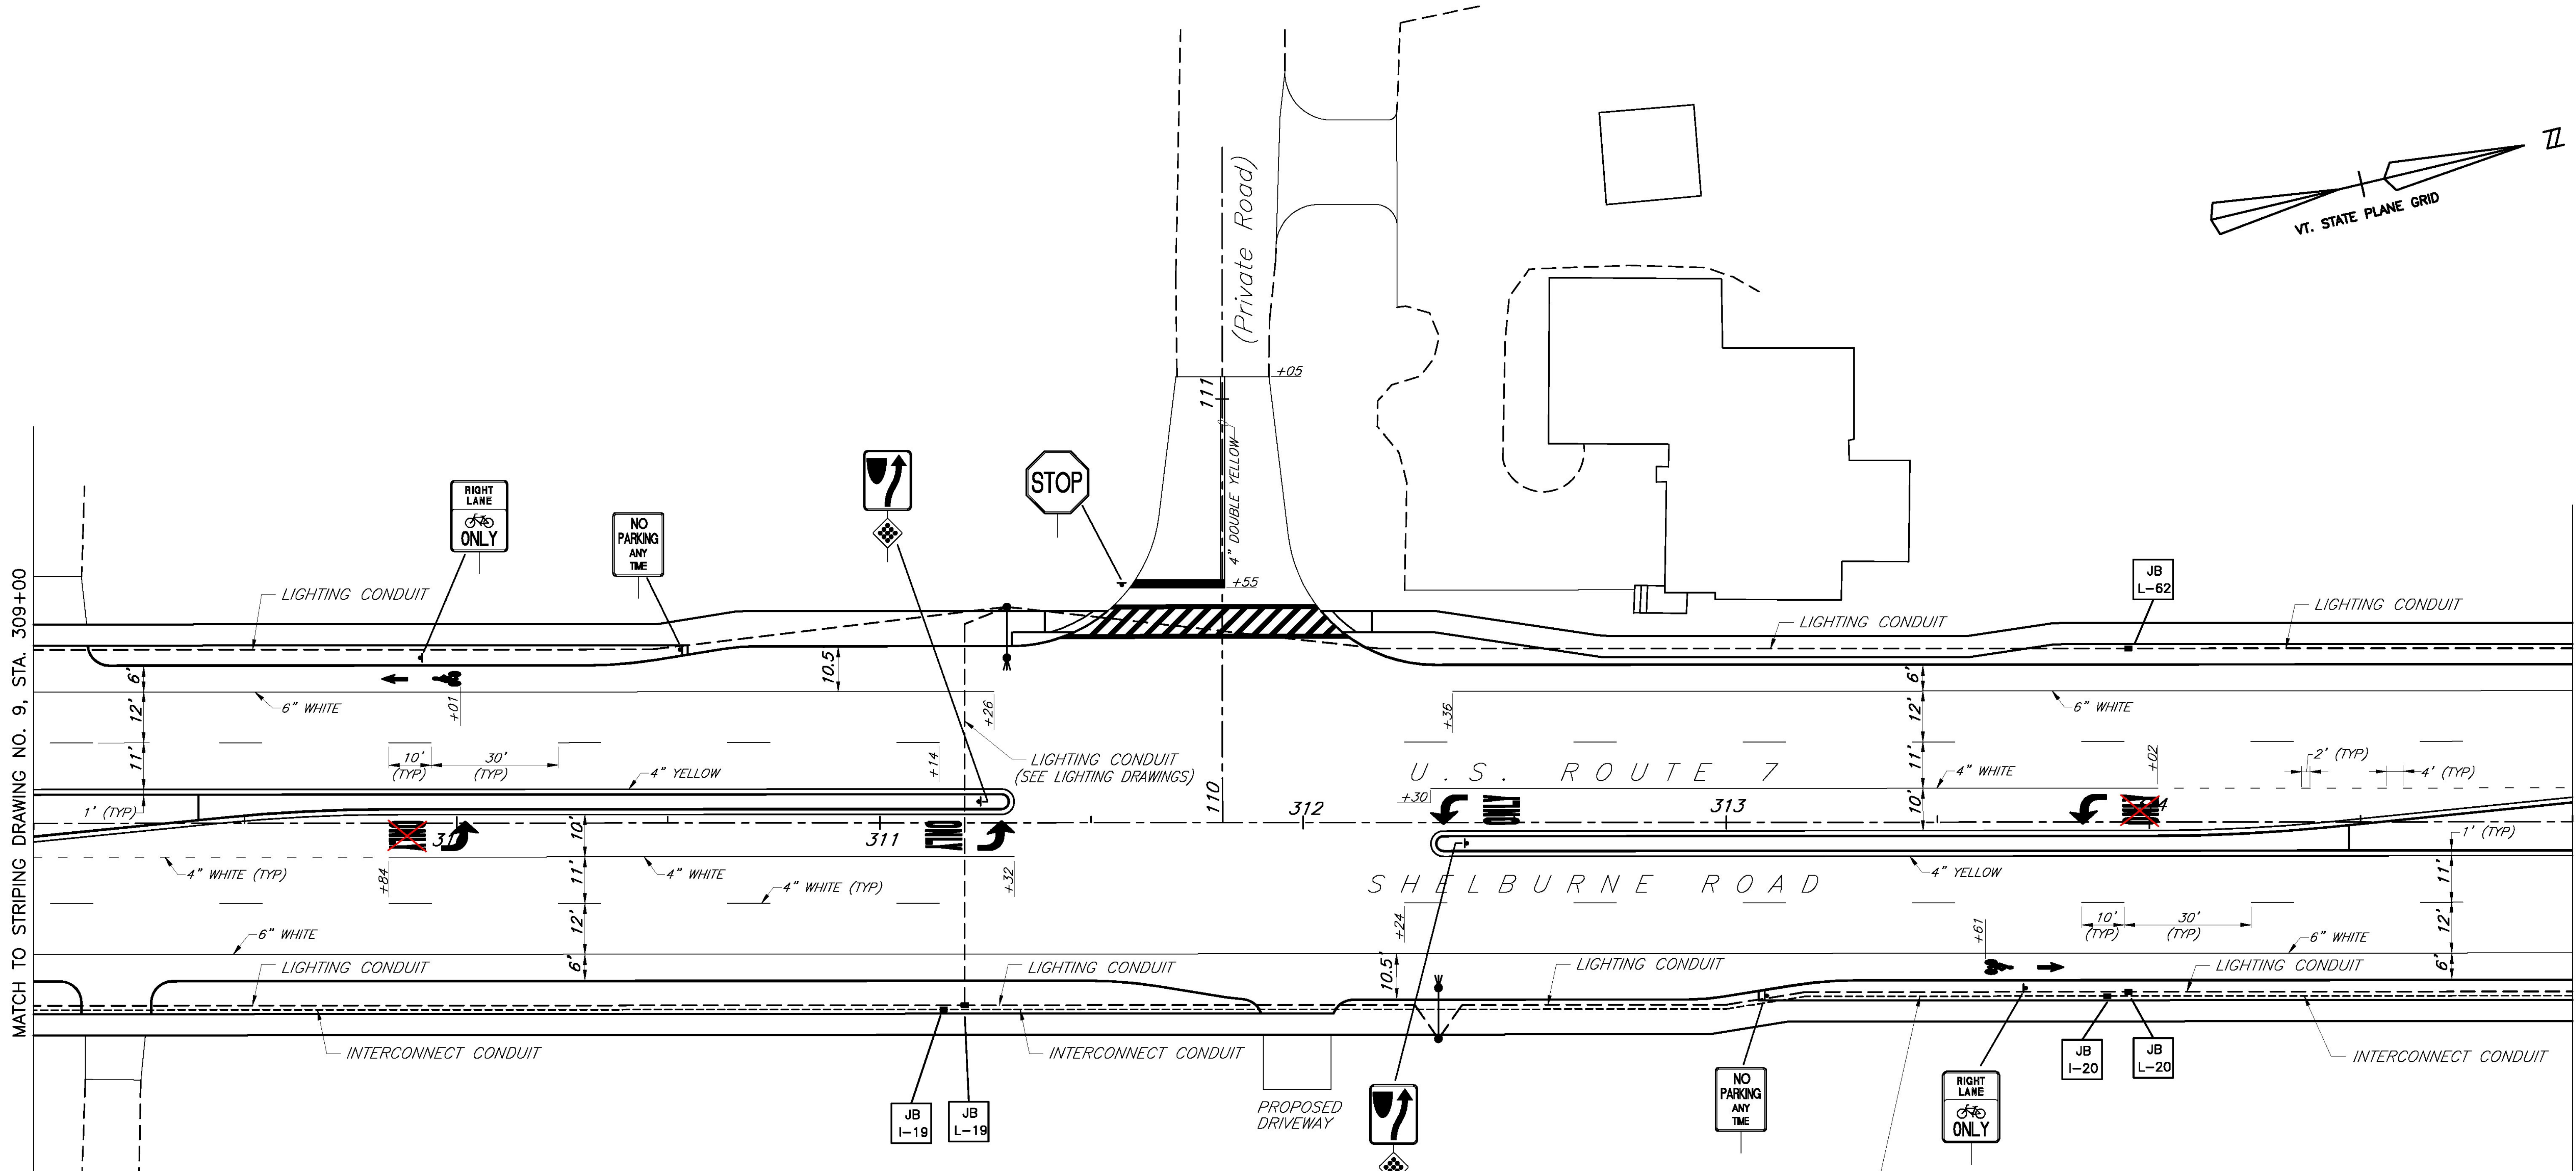 (Private Road)
VT. STATE PLANE GRID
+05
111
4" DOUBLE YELLOW
+55
RIGHT
LANE
ONLY
NO
PARKING
ANY
TIME
STOP
JB
L-62
MATCH TO STRIPING DRAWING NO. 9, STA. 309+00
LIGHTING CONDUIT
LIGHTING CONDUIT
LIGHTING CONDUIT
6'
12'
11'
6" WHITE
+01
10.5
+26
+36
6'
12'
11'
6" WHITE
10'
(TYP)
30'
(TYP)
+14
LIGHTING CONDUIT
(SEE LIGHTING DRAWINGS)
4" YELLOW
1' (TYP)
110
U.S. ROUTE 7
4" WHITE
+02
2' (TYP)
4' (TYP)
+30
10'
311
312
313
ONLY
ONLY
10'
11'
12'
6'
4" WHITE (TYP)
+84
4" WHITE
4" WHITE (TYP)
+32
SHELBURNE ROAD
4" YELLOW
1' (TYP)
11'
12'
6'
+24
+61
10'
(TYP)
30'
(TYP)
6" WHITE
6" WHITE
LIGHTING CONDUIT
LIGHTING CONDUIT
10.5'
LIGHTING CONDUIT
LIGHTING CONDUIT
INTERCONNECT CONDUIT
INTERCONNECT CONDUIT
INTERCONNECT CONDUIT
JB
I-19
JB
L-19
PROPOSED
DRIVEWAY
NO
PARKING
ANY
TIME
RIGHT
LANE
ONLY
JB
I-20
JB
L-20